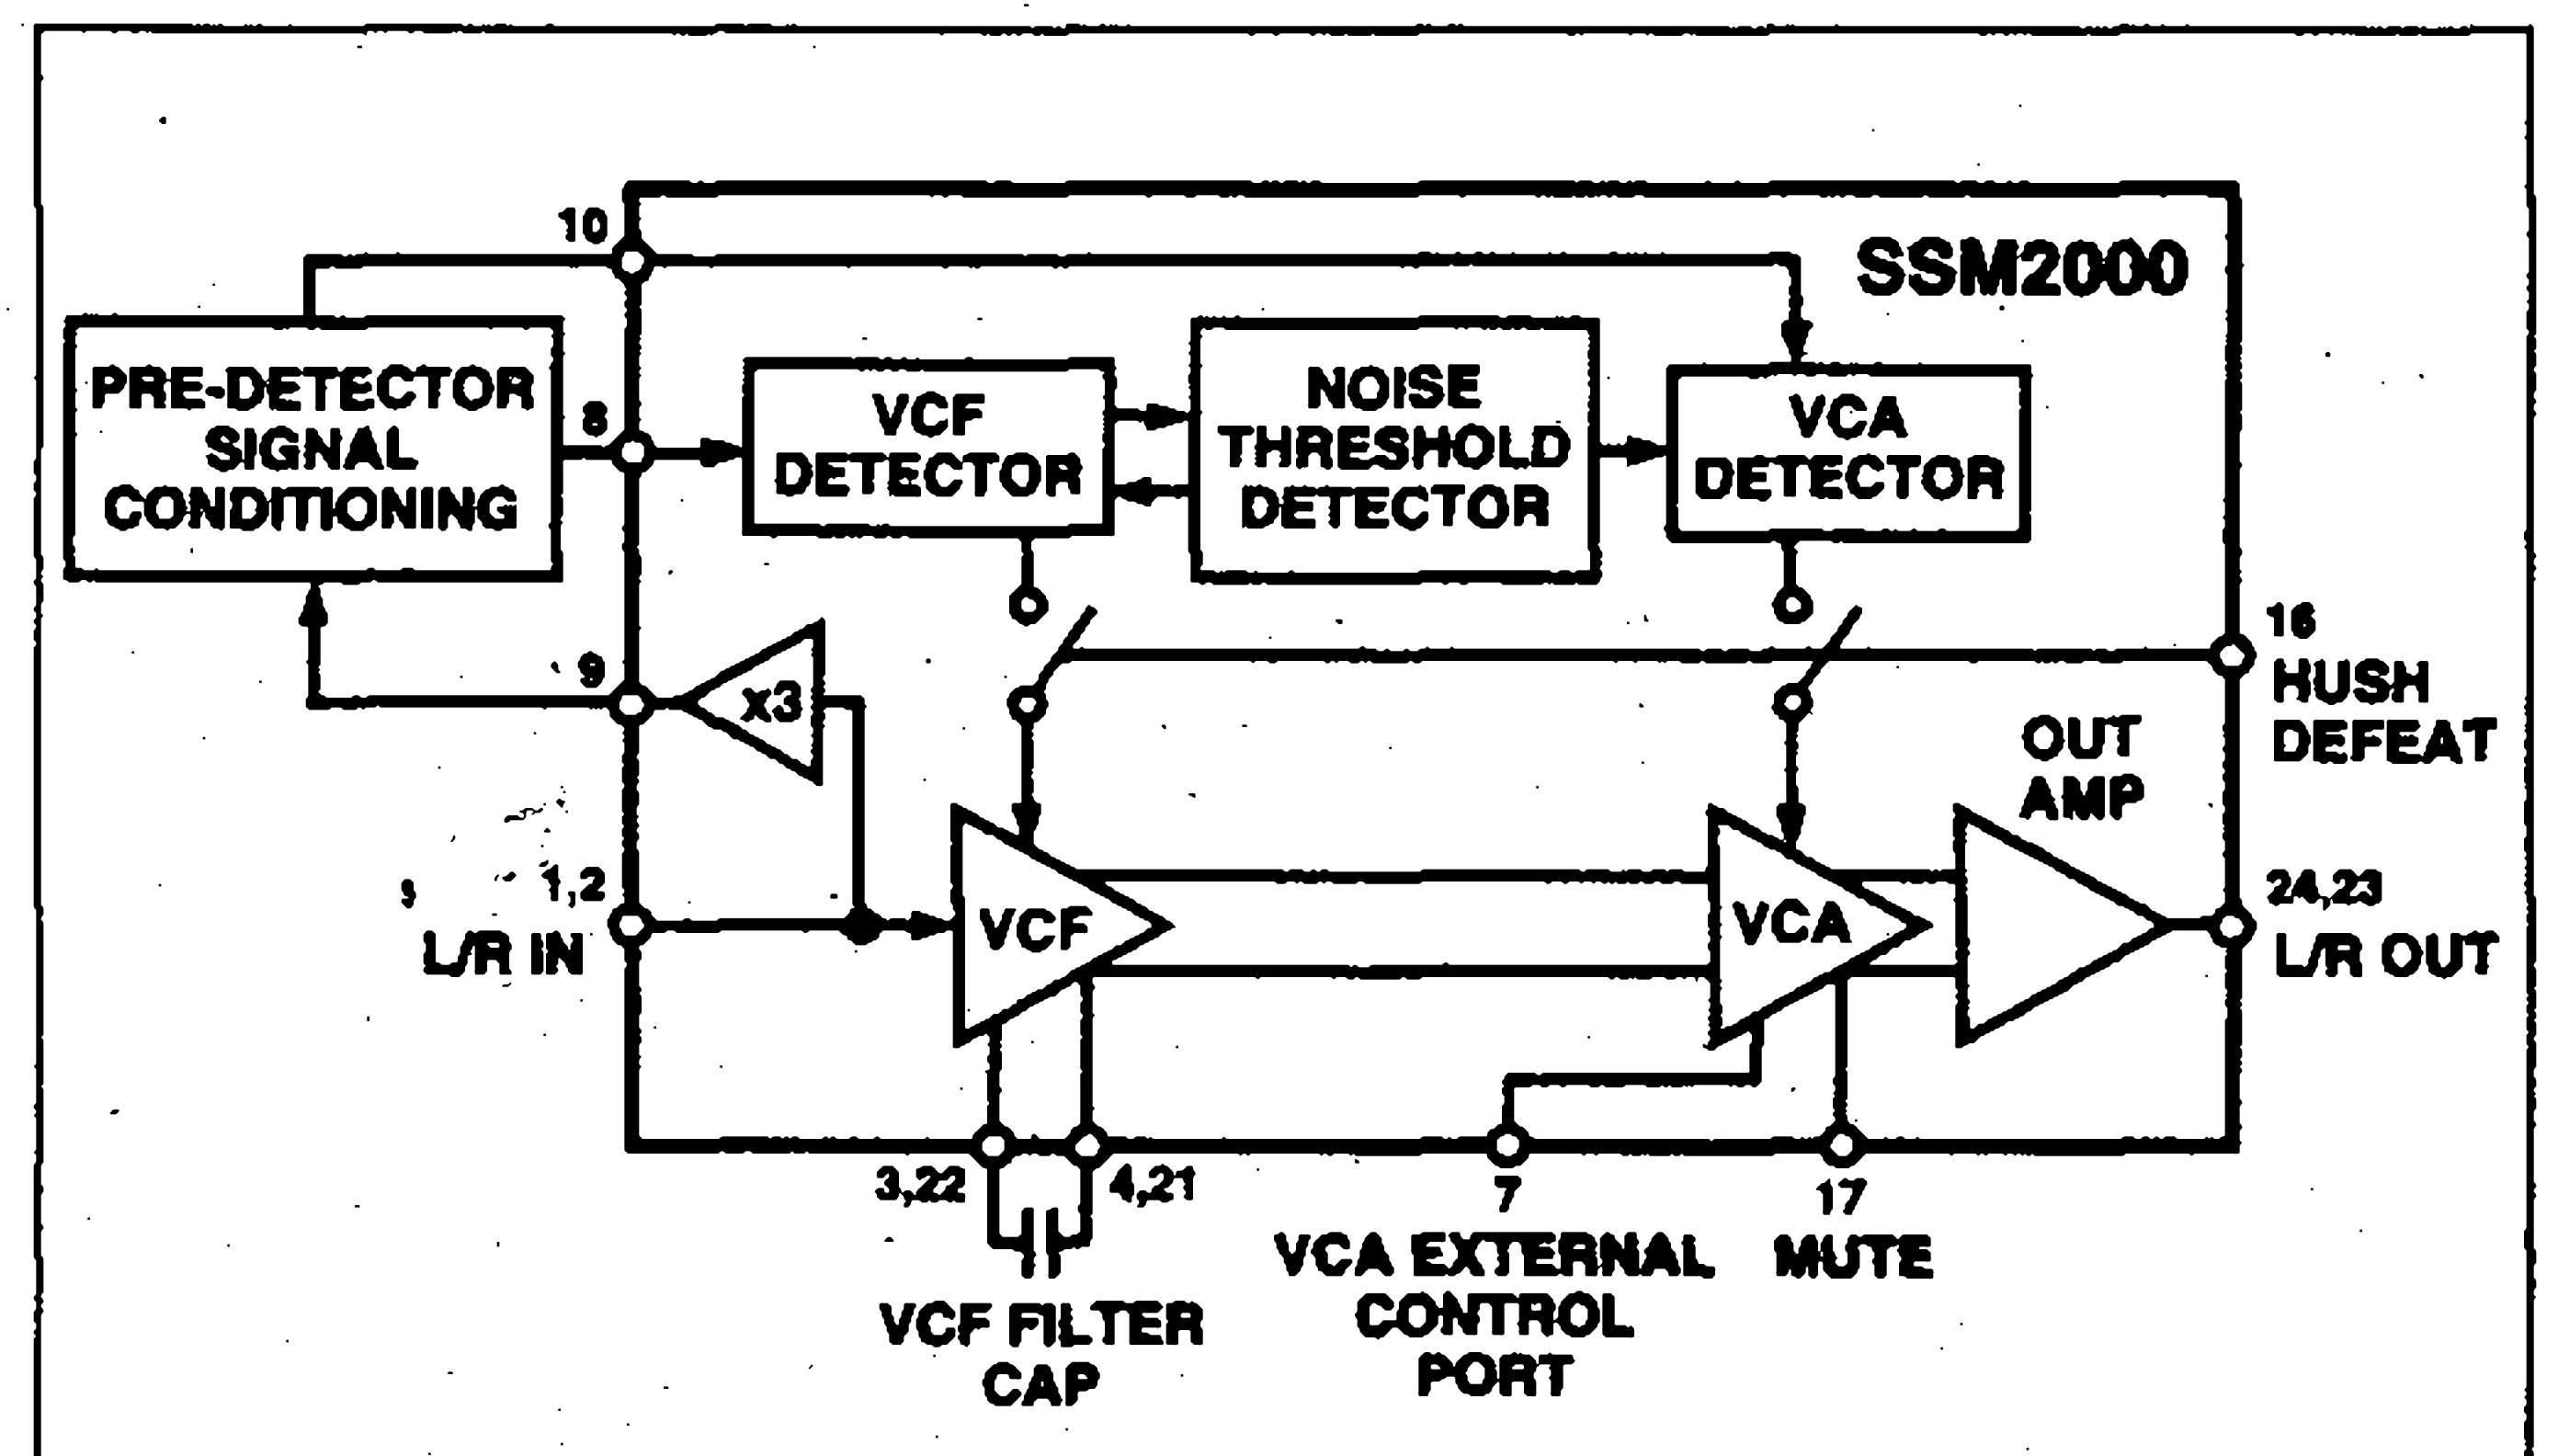 10
SSM2000
PRE-DETECTOR
SIGNAL
CONDITIONING
8
VCF
DETECTOR
NOISE
THRESHOLD
DETECTOR
VCA
DETECTOR
16
HUSH
DEFEAT
9
x3
OUT
AMP
1,2
L/R IN
VCF
VCA
24,23
L/R OUT
3,22
4,21
7
17
VCF FILTER
CAP
VCA EXTERNAL
CONTROL
PORT
MUTE